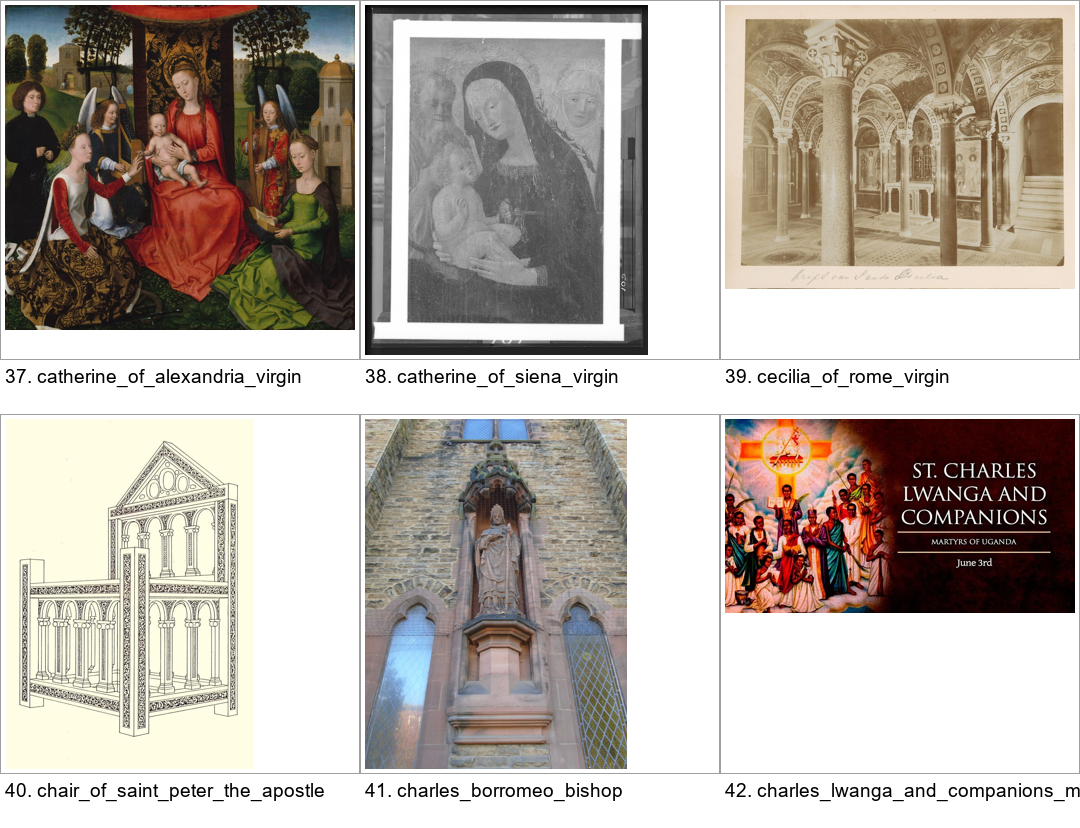 37. catherine_of_alexandria_virgin
38. catherine_of_siena_virgin
39. cecilia_of_rome_virgin
ST. CHARLES
LWANGA AND
COMPANIONS
MARTYRS OF UGANDA
June 3rd
40. chair_of_saint_peter_the_apostle
41. charles_borromeo_bishop
42. charles_lwanga_and_companions_m